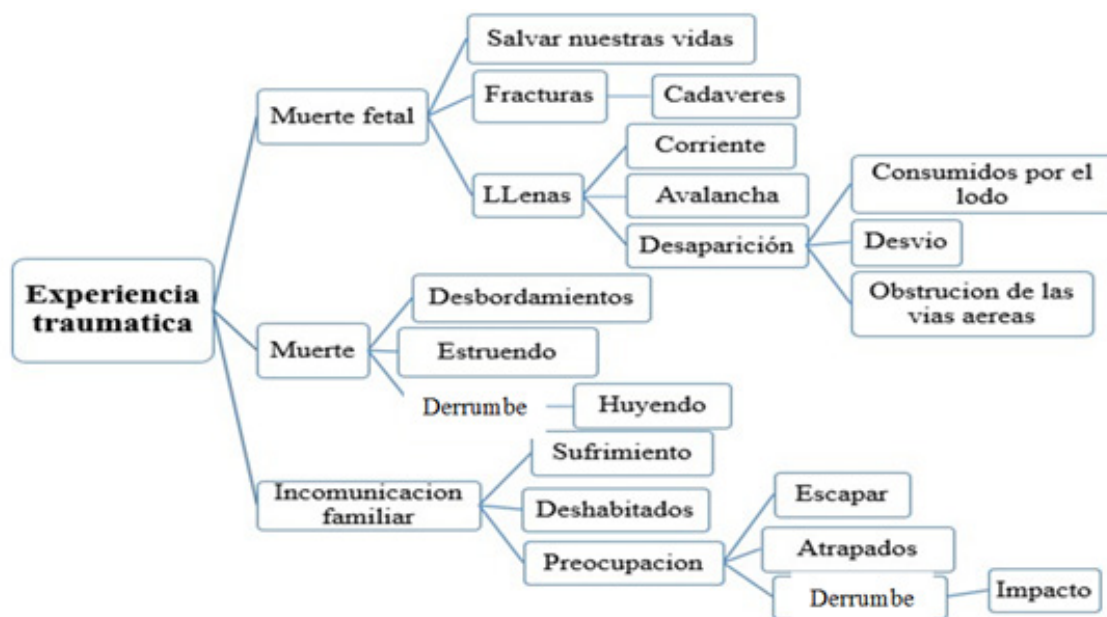 Experiencia
traumatica
Muerte fetal
Salvar nuestras vidas
Fracturas
Cadaveres
LLenas
Corriente
Avalancha
Desaparición
Consumidos por el
lodo
Desvio
Obstrucion de las
vias aereas
Muerte
Desbordamientos
Estruendo
Derrumbe
Huyendo
Incomunicacion
familiar
Sufrimiento
Deshabitados
Preocupacion
Escapar
Atrapados
Derrumbe
Impacto